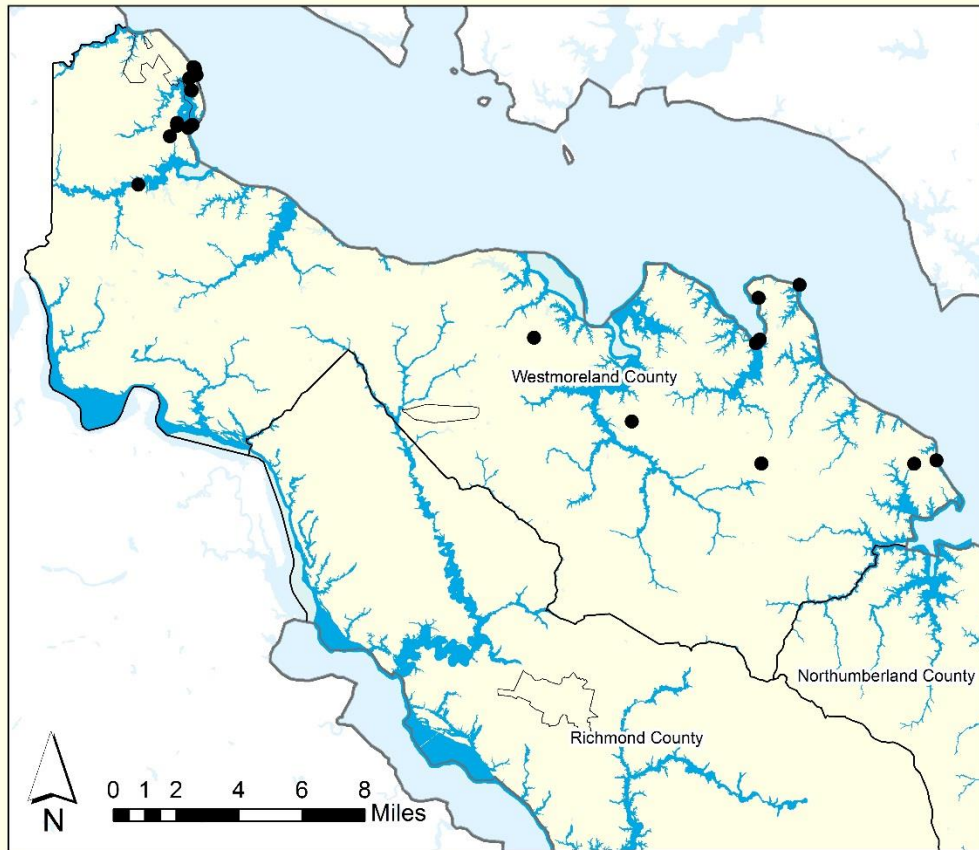 Westmoreland County
Northumberland County
Richmond County
N
0 1 2 4 6 8
Miles